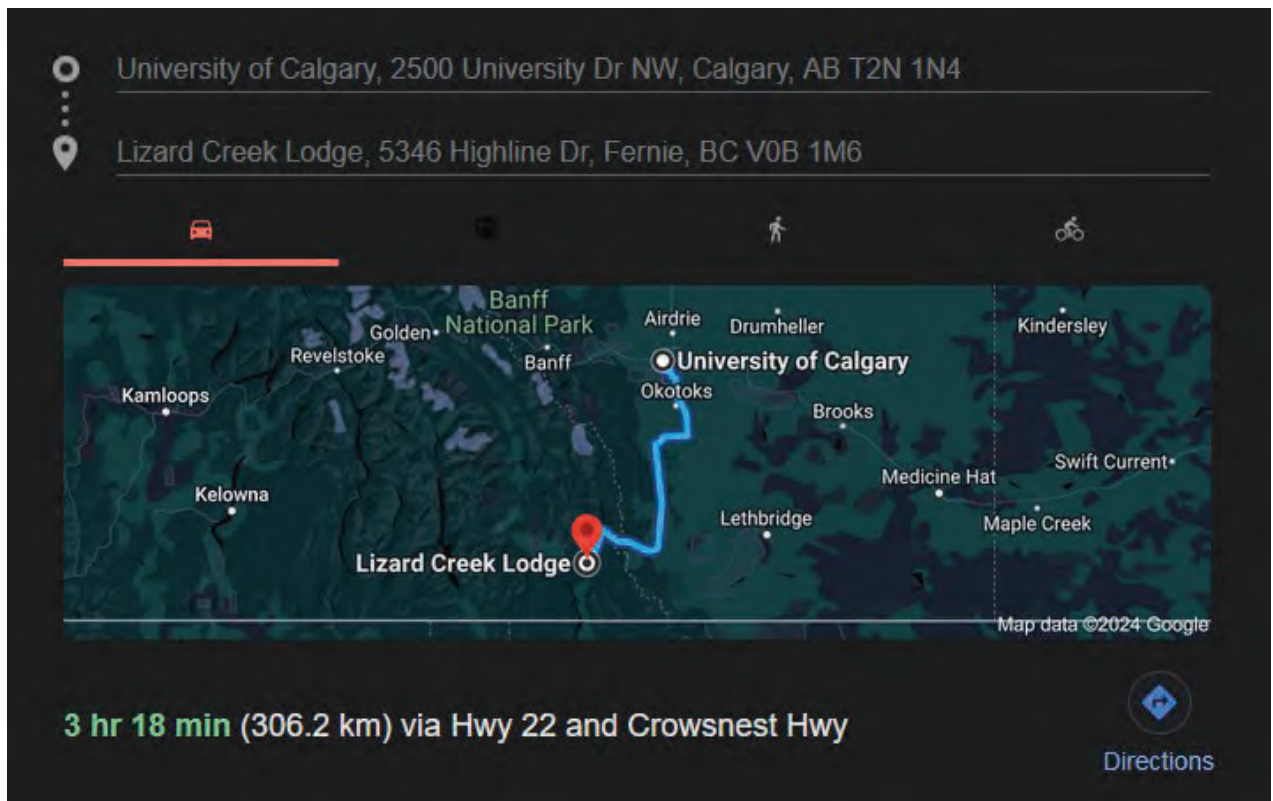 University of Calgary, 2500 University Dr NW, Calgary, AB T2N 1N4
Lizard Creek Lodge, 5346 Highline Dr, Fernie, BC V0B 1M6
Banff
National Park
Airdrie
Drumheller
Kindersley
Golden
Revelstoke
Banff
University of Calgary
Kamloops
Okotoks
Brooks
Swift Current
Medicine Hat
Kelowna
Lethbridge
Maple Creek
Lizard Creek Lodge
Map data ©2024 Google
3 hr 18 min (306.2 km) via Hwy 22 and Crowsnest Hwy
Directions